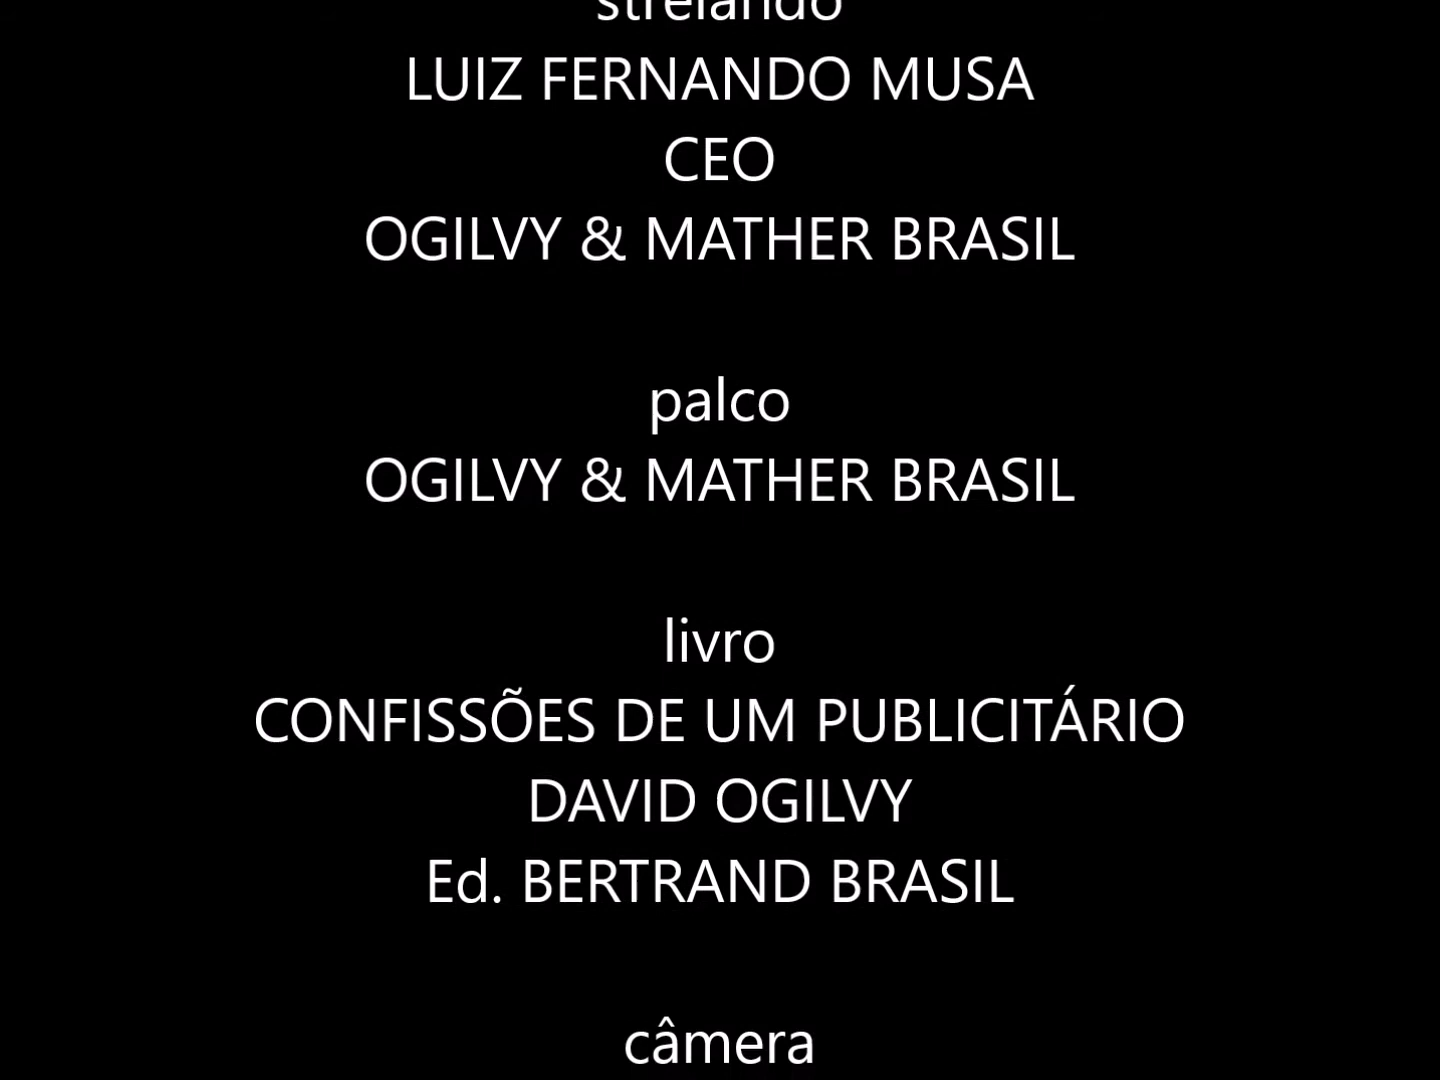 strelando
LUIZ FERNANDO MUSA
CEO
OGILVY & MATHER BRASIL
palco
OGILVY & MATHER BRASIL
livro
CONFISSÕES DE UM PUBLICITÁRIO
DAVID OGILVY
Ed. BERTRAND BRASIL
câmera